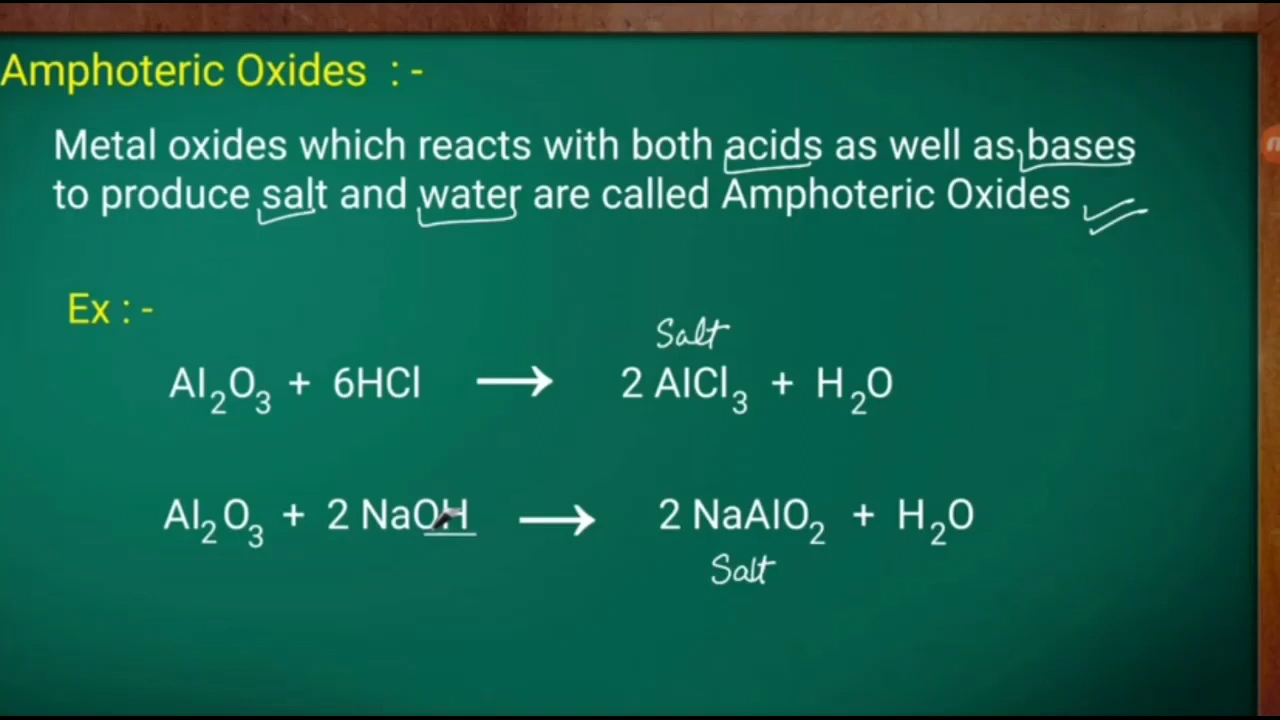 Amphoteric Oxides : -
Metal oxides which reacts with both acids as well as bases
to produce salt and water are called Amphoteric Oxides
Ex : -
Salt
Al₂O₃ + 6HCl ⟶ 2 AlCl₃ + H₂O
Al₂O₃ + 2 NaOH ⟶ 2 NaAlO₂ + H₂O
Salt